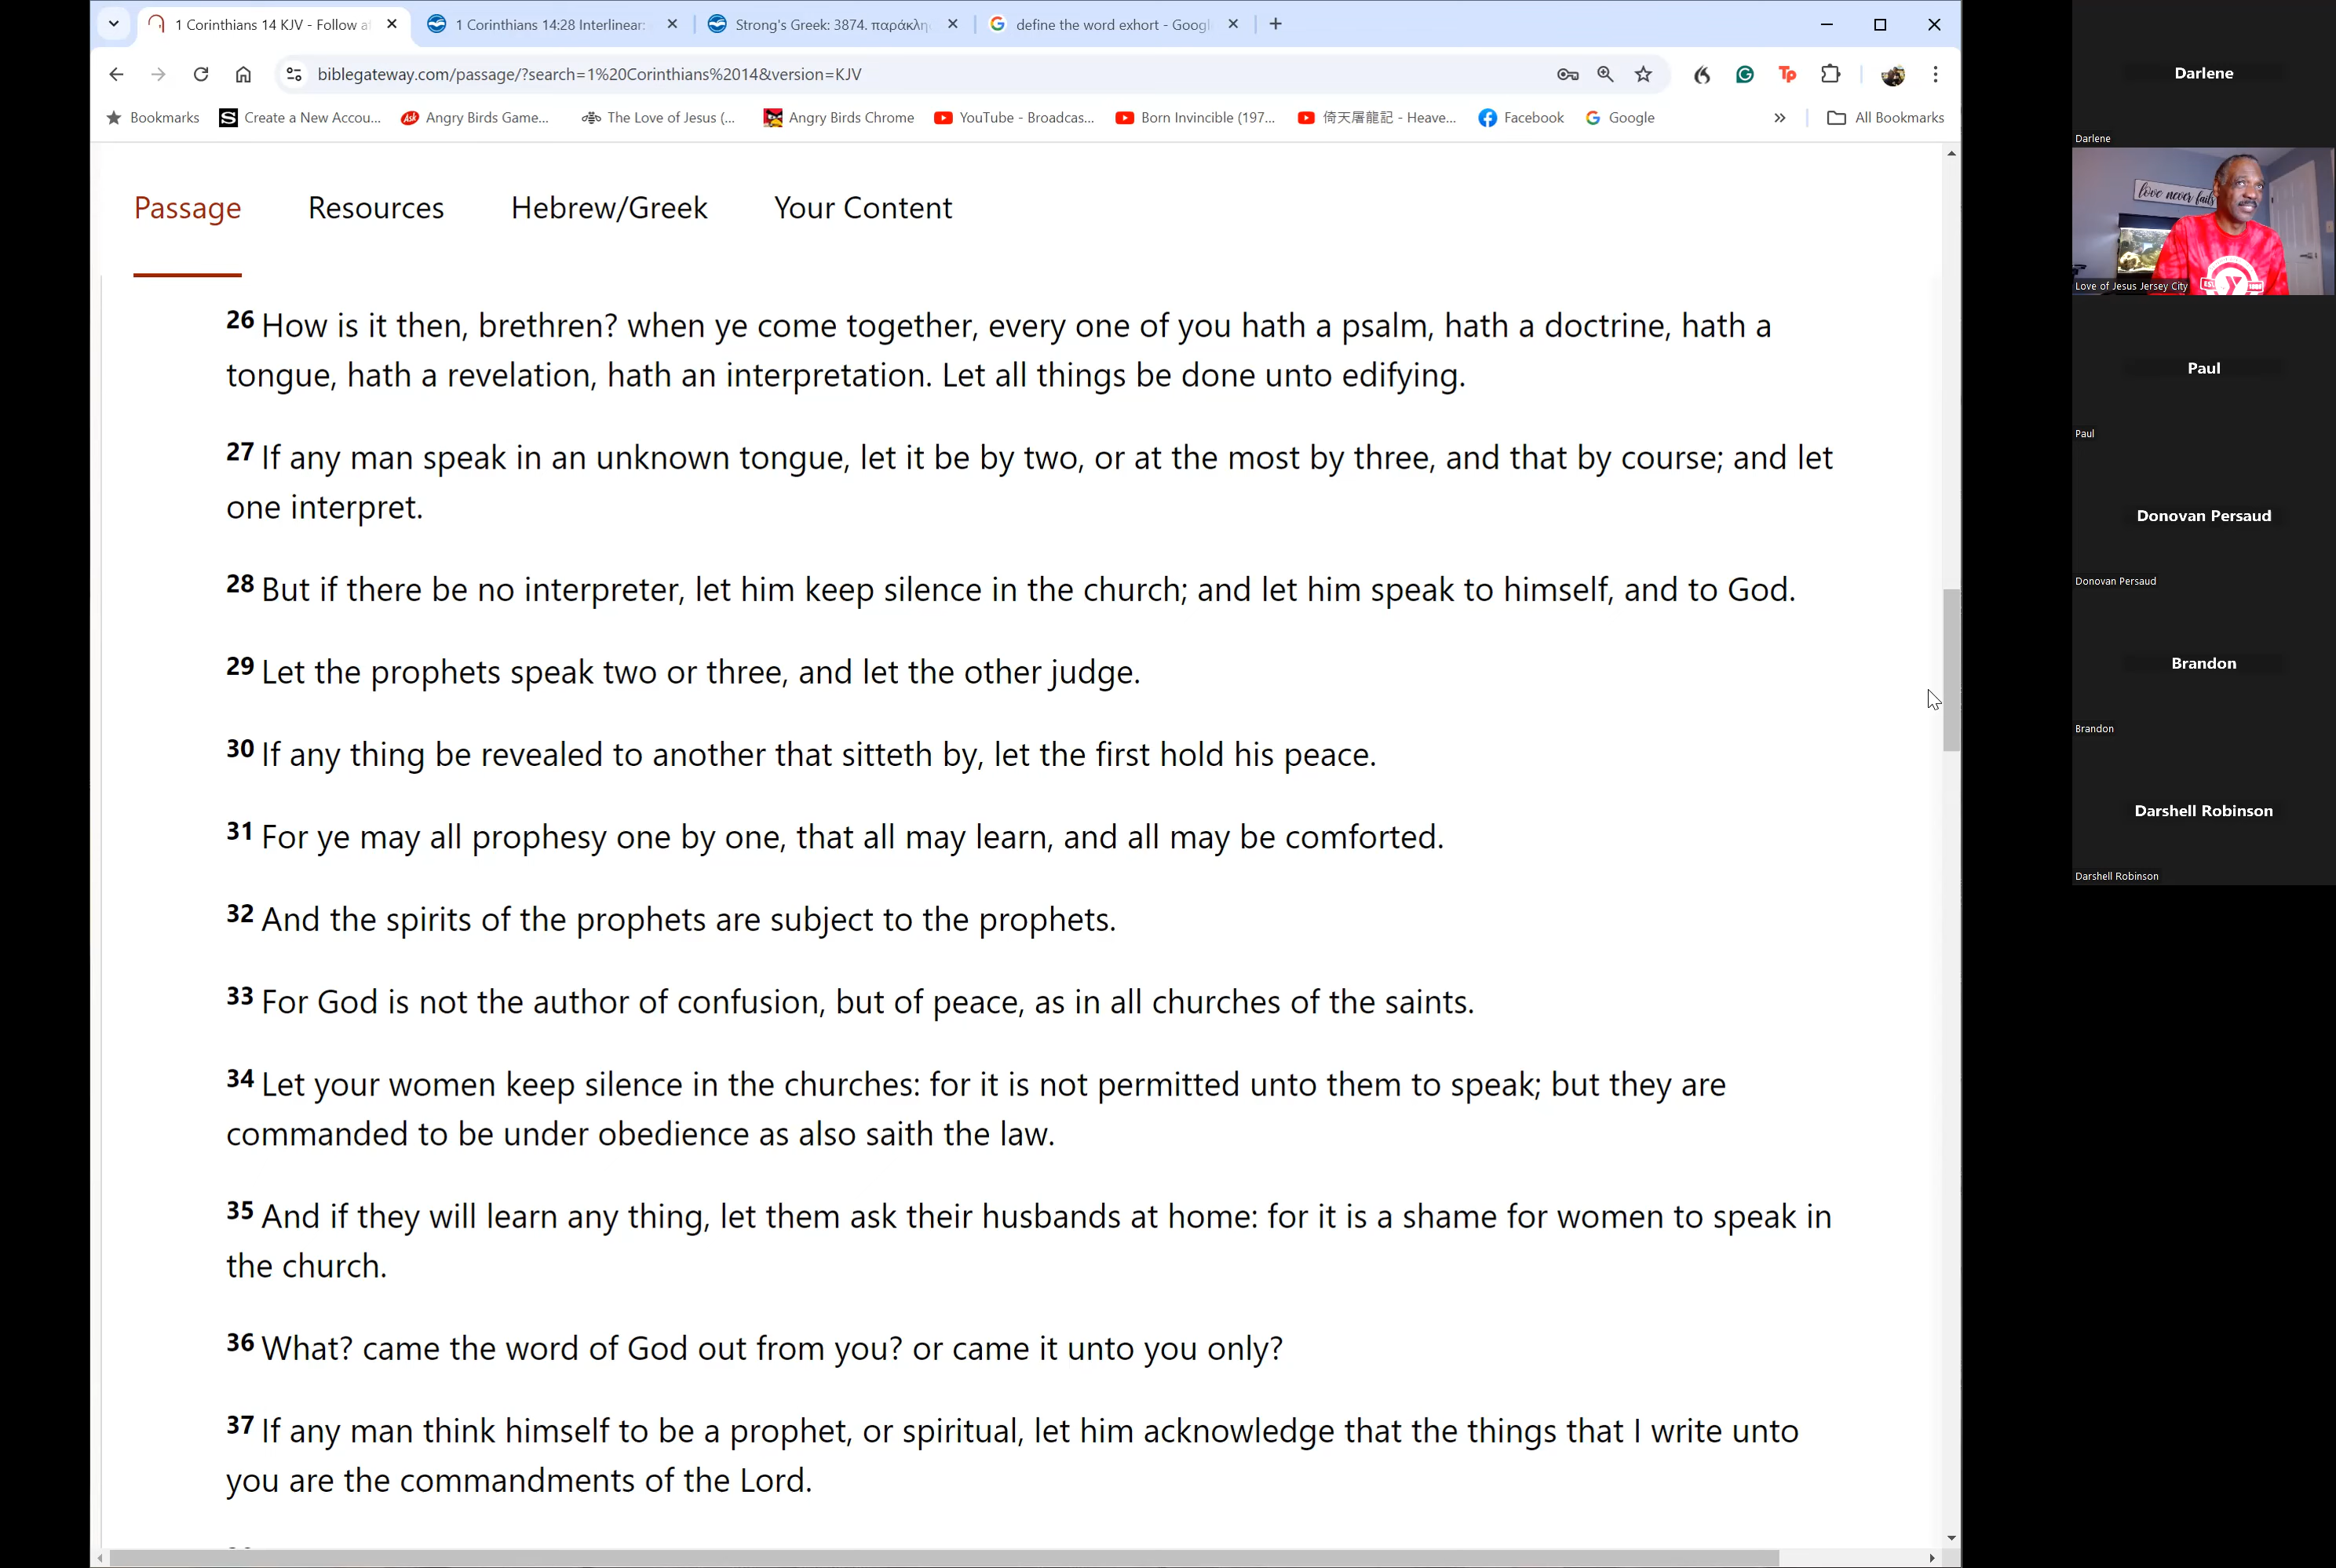 1 Corinthians 14 KJV - Follow af
1 Corinthians 14:28 Interlinear:
Strong's Greek: 3874. παράκλη
define the word exhort - Googl
biblegateway.com/passage/?search=1%20Corinthians%2014&version=KJV
Bookmarks
Create a New Accou...
Angry Birds Game...
The Love of Jesus (...
Angry Birds Chrome
YouTube - Broadcas...
Born Invincible (197...
倚天屠龍記 - Heave...
Facebook
Google
All Bookmarks
Passage
Resources
Hebrew/Greek
Your Content
26 How is it then, brethren? when ye come together, every one of you hath a psalm, hath a doctrine, hath a
tongue, hath a revelation, hath an interpretation. Let all things be done unto edifying.
27 If any man speak in an unknown tongue, let it be by two, or at the most by three, and that by course; and let
one interpret.
28 But if there be no interpreter, let him keep silence in the church; and let him speak to himself, and to God.
29 Let the prophets speak two or three, and let the other judge.
30 If any thing be revealed to another that sitteth by, let the first hold his peace.
31 For ye may all prophesy one by one, that all may learn, and all may be comforted.
32 And the spirits of the prophets are subject to the prophets.
33 For God is not the author of confusion, but of peace, as in all churches of the saints.
34 Let your women keep silence in the churches: for it is not permitted unto them to speak; but they are
commanded to be under obedience as also saith the law.
35 And if they will learn any thing, let them ask their husbands at home: for it is a shame for women to speak in
the church.
36 What? came the word of God out from you? or came it unto you only?
37 If any man think himself to be a prophet, or spiritual, let him acknowledge that the things that I write unto
you are the commandments of the Lord.
Darlene
Darlene
love never fails
Love of Jesus Jersey City
Paul
Paul
Donovan Persaud
Donovan Persaud
Brandon
Brandon
Darshell Robinson
Darshell Robinson